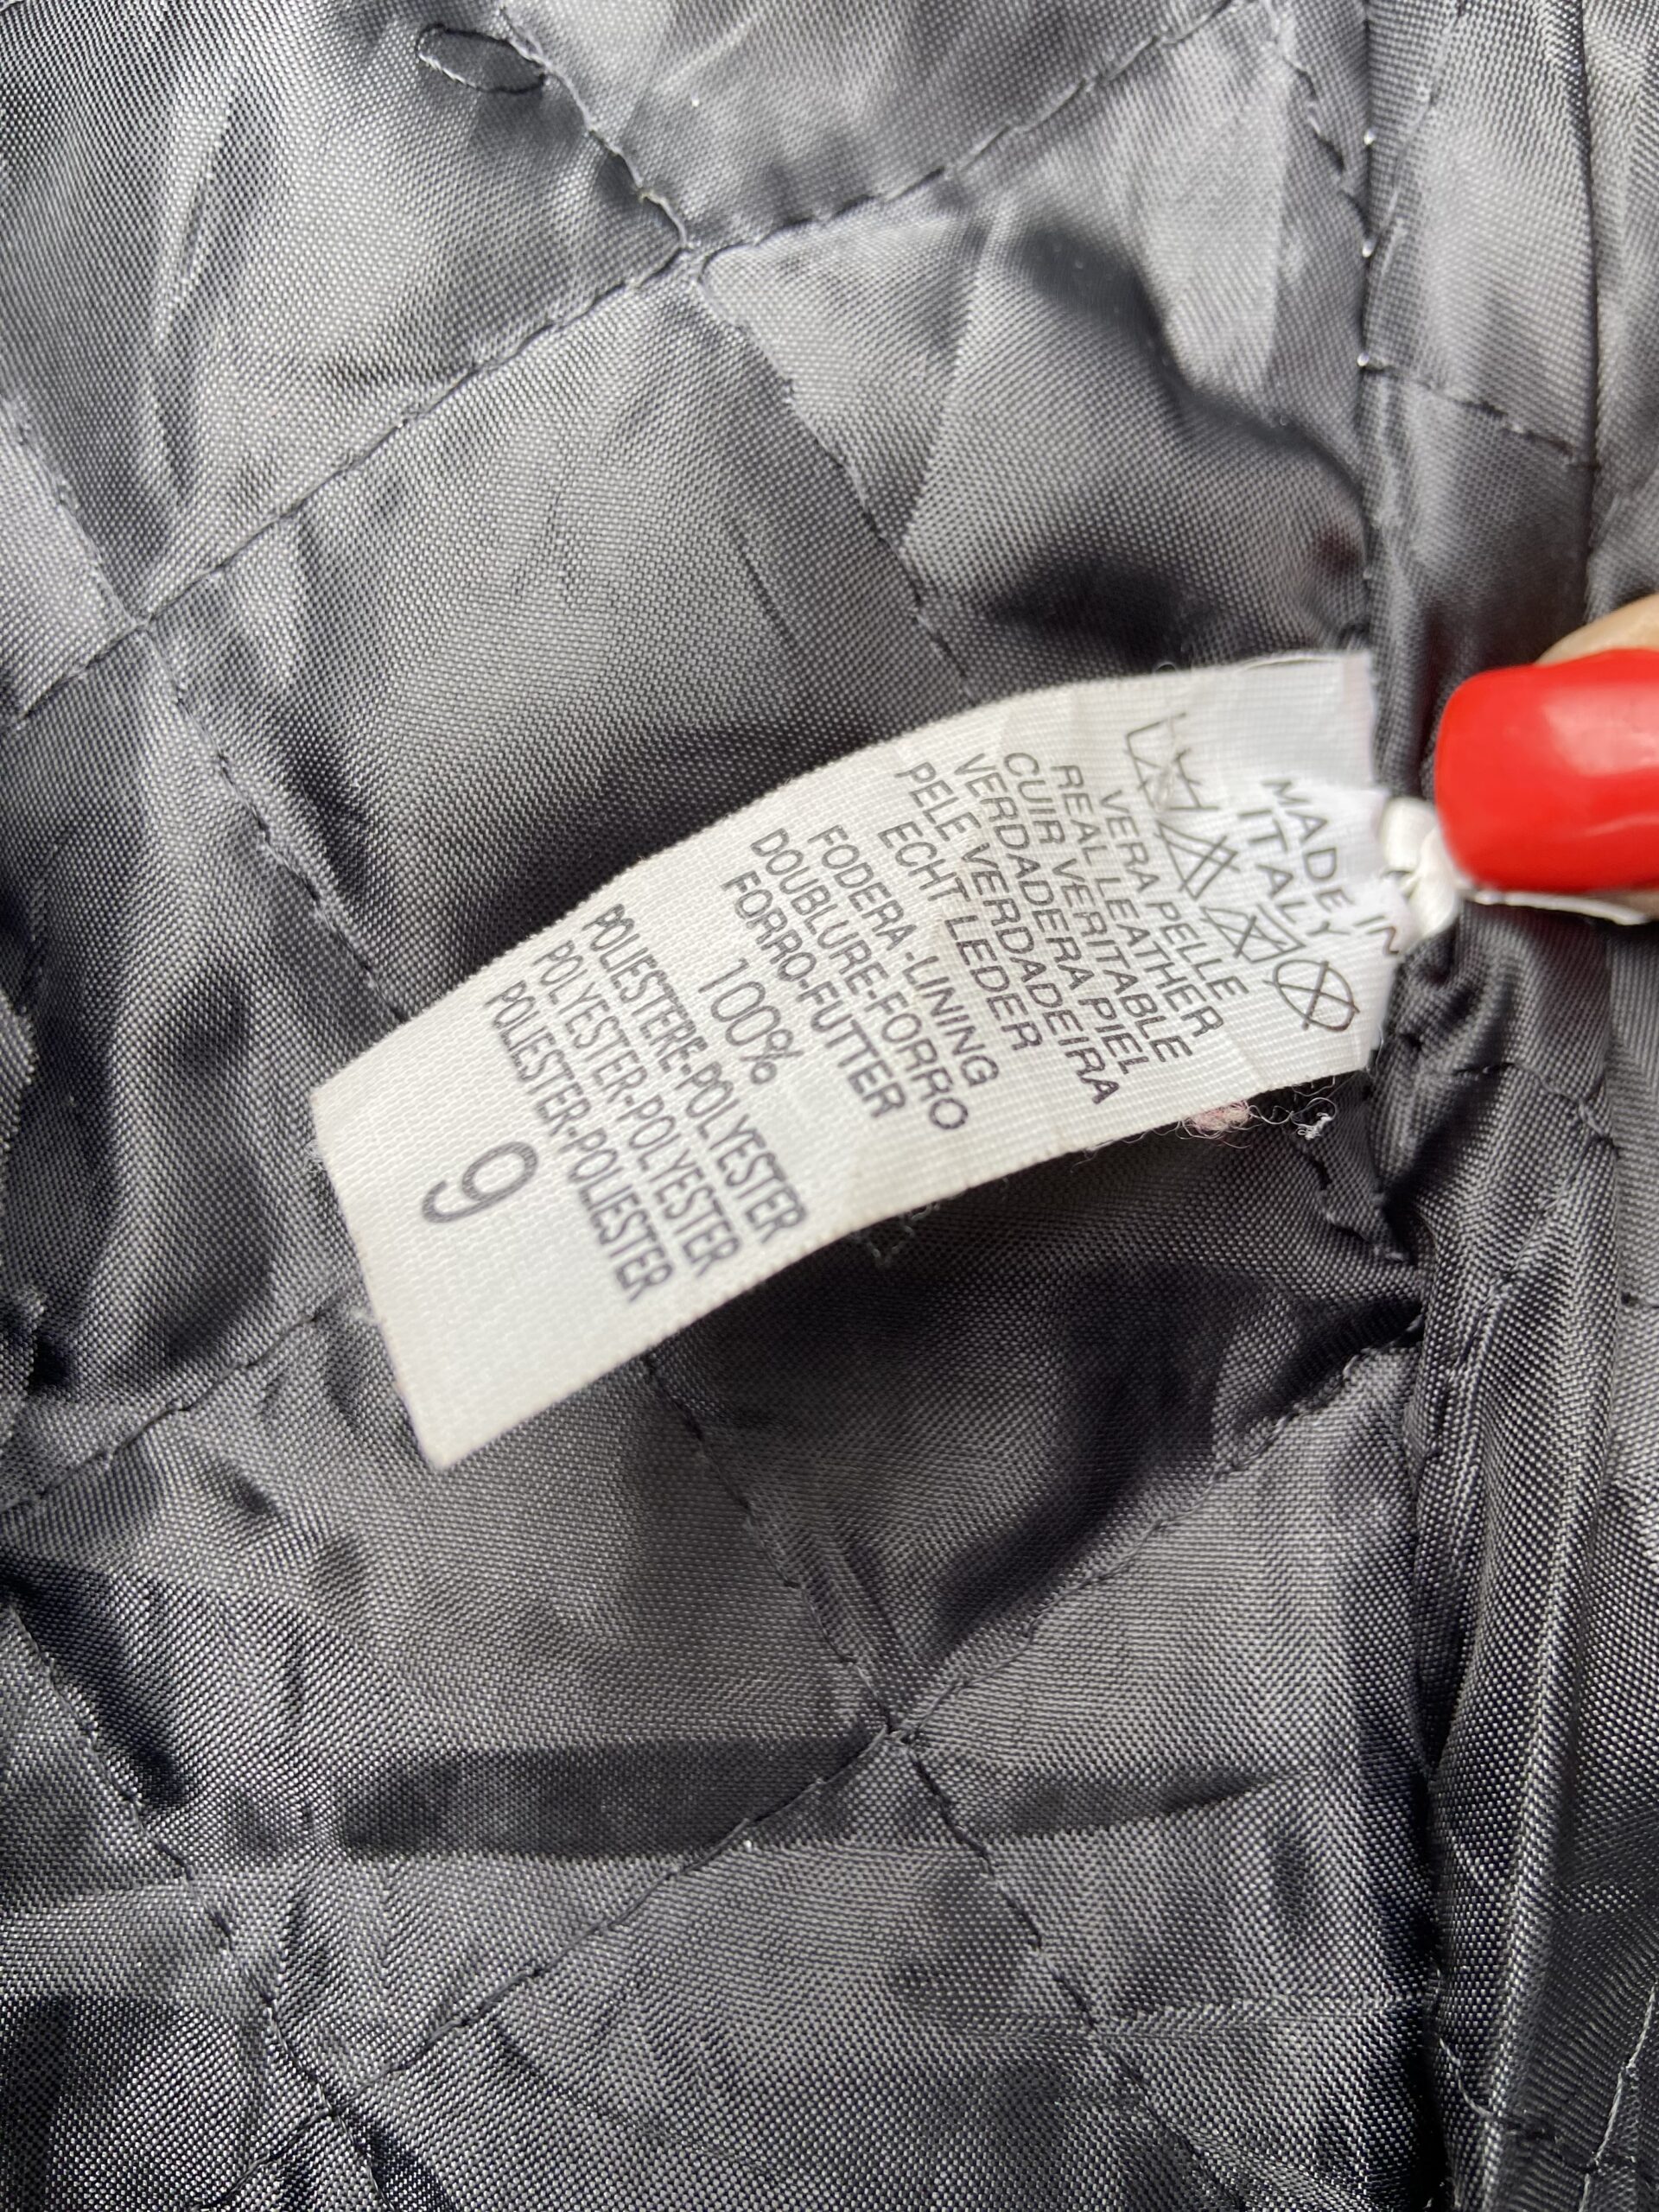 MADE IN
ITALY
VERA PELLE
REAL LEATHER
CUIR VERITABLE
VERDADERA PIEL
PELE VERDADEIRA
ECHT LEDER
FODERA - LINING
DOUBLURE-FORRO
FORRO-FUTTER
100%
POLIESTERE-POLYESTER
POLYESTER-POLYESTER
POLIESTER-POLIESTER
9